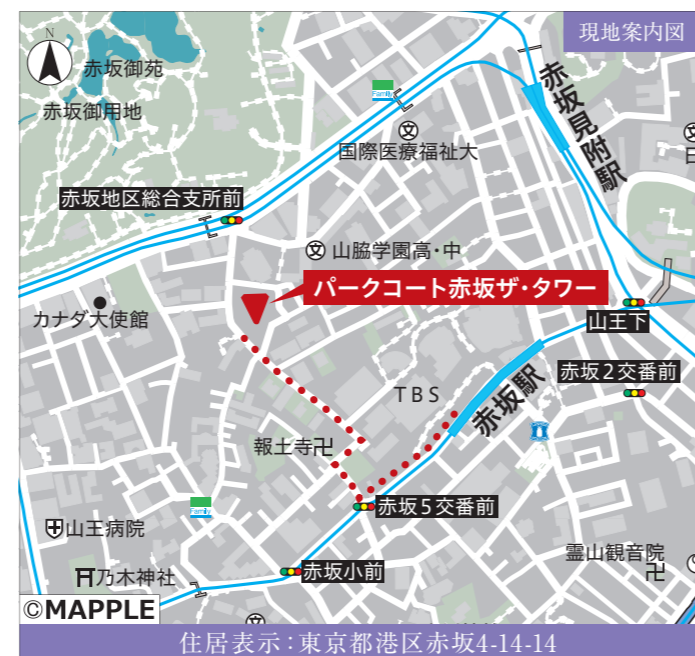 現地案内図
N
赤坂御苑
赤坂御用地
Family
国際医療福祉大
赤坂見附駅
赤坂地区総合支所前
山脇学園高・中
パークコート赤坂ザ・タワー
カナダ大使館
山王下
赤坂2交番前
TBS
赤坂駅
報土寺
赤坂5交番前
Family
山王病院
霊山観音院
乃木神社
赤坂小前
©MAPPLE
住居表示：東京都港区赤坂4-14-14